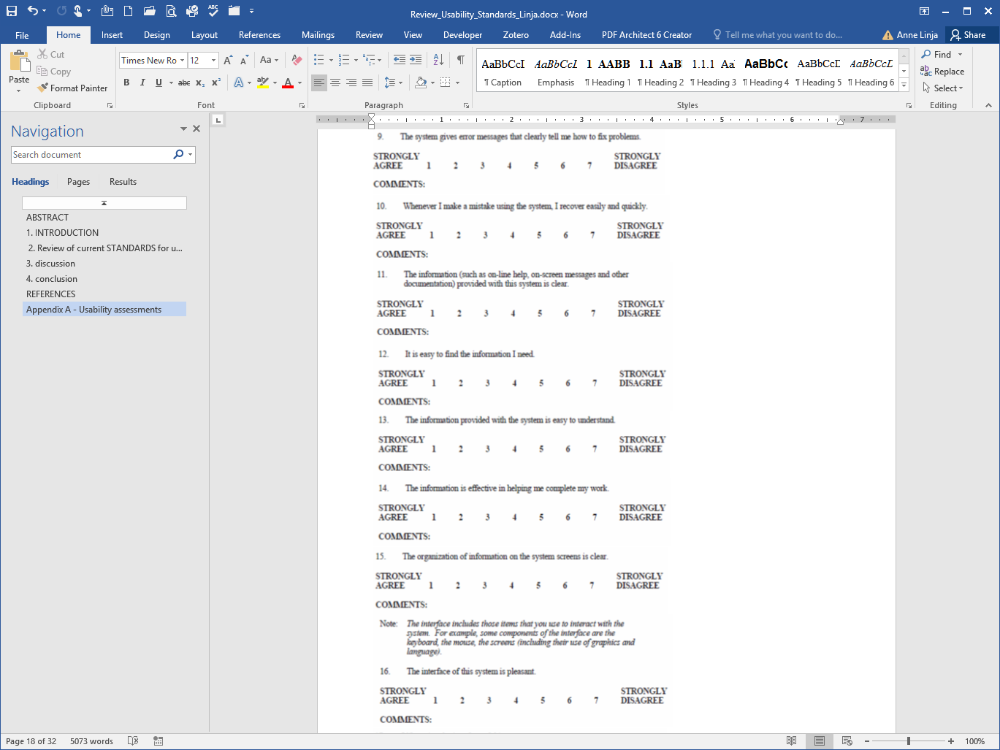 Review_Usability_Standards_Linja.docx - Word
File Home Insert Design Layout References Mailings Review View Developer Zotero Add-Ins PDF Architect 6 Creator Tell me what you want to do... Anne Linja Share
Paste
Cut
Copy
Format Painter
Clipboard
Times New Ro 12
Font
Paragraph
AaBbCcI AaBbCcL 1 AABB 1.1 AaB 1.1.1 Aa AaBbCc AaBbCcD AaBbCcL
¶ Caption Emphasis ¶ Heading 1 ¶ Heading 2 ¶ Heading 3 ¶ Heading 4 ¶ Heading 5 ¶ Heading 6
Styles
Find
Replace
Select
Editing
Navigation
Search document
Headings Pages Results
ABSTRACT
1. INTRODUCTION
2. Review of current STANDARDS for u...
3. discussion
4. conclusion
REFERENCES
Appendix A - Usability assessments
1 2 3 4 5 6 7
9. The system gives error messages that clearly tell me how to fix problems.
STRONGLY STRONGLY
AGREE 1 2 3 4 5 6 7 DISAGREE
COMMENTS:
10. Whenever I make a mistake using the system, I recover easily and quickly.
STRONGLY STRONGLY
AGREE 1 2 3 4 5 6 7 DISAGREE
COMMENTS:
11. The information (such as on-line help, on-screen messages and other
documentation) provided with this system is clear.
STRONGLY STRONGLY
AGREE 1 2 3 4 5 6 7 DISAGREE
COMMENTS:
12. It is easy to find the information I need.
STRONGLY STRONGLY
AGREE 1 2 3 4 5 6 7 DISAGREE
COMMENTS:
13. The information provided with the system is easy to understand.
STRONGLY STRONGLY
AGREE 1 2 3 4 5 6 7 DISAGREE
COMMENTS:
14. The information is effective in helping me complete my work.
STRONGLY STRONGLY
AGREE 1 2 3 4 5 6 7 DISAGREE
COMMENTS:
15. The organization of information on the system screens is clear.
STRONGLY STRONGLY
AGREE 1 2 3 4 5 6 7 DISAGREE
COMMENTS:
Note: The interface includes those items that you use to interact with the
system. For example, some components of the interface are the
keyboard, the mouse, the screens (including their use of graphics and
language).
16. The interface of this system is pleasant.
STRONGLY STRONGLY
AGREE 1 2 3 4 5 6 7 DISAGREE
COMMENTS:
Page 18 of 32 5073 words 100%